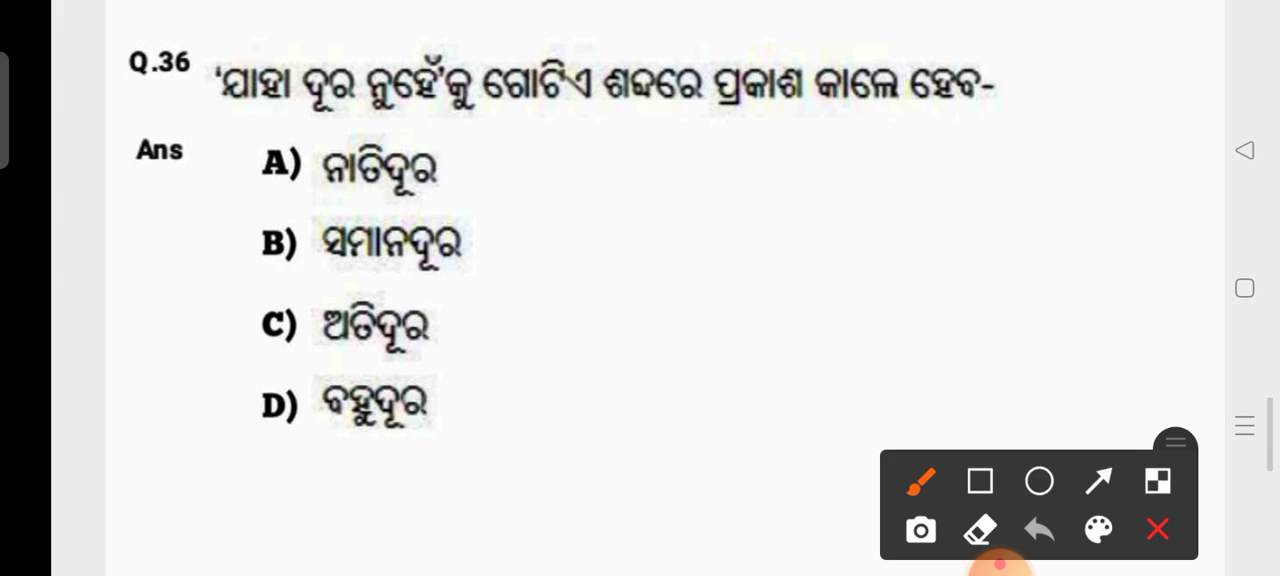 Q.36 'ଯାହା ଦୂର ନୁହେଁ'କୁ ଗୋଟିଏ ଶବ୍ଦରେ ପ୍ରକାଶ କାଲେ ହେବ-
Ans A) ନାତିଦୂର
B) ସମାନଦୂର
C) ଅତିଦୂର
D) ବହୁଦୂର